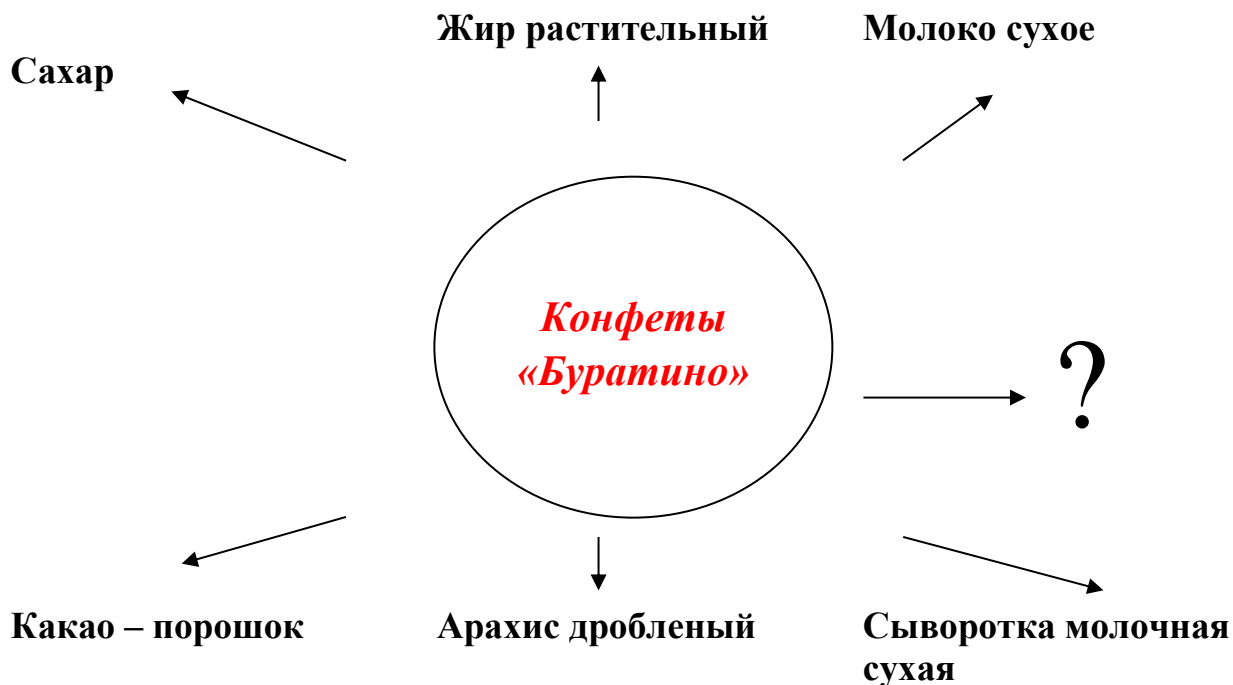 Жир растительный
Молоко сухое
Сахар
Конфеты
«Буратино»
?
Какао – порошок
Арахис дробленый
Сыворотка молочная
сухая